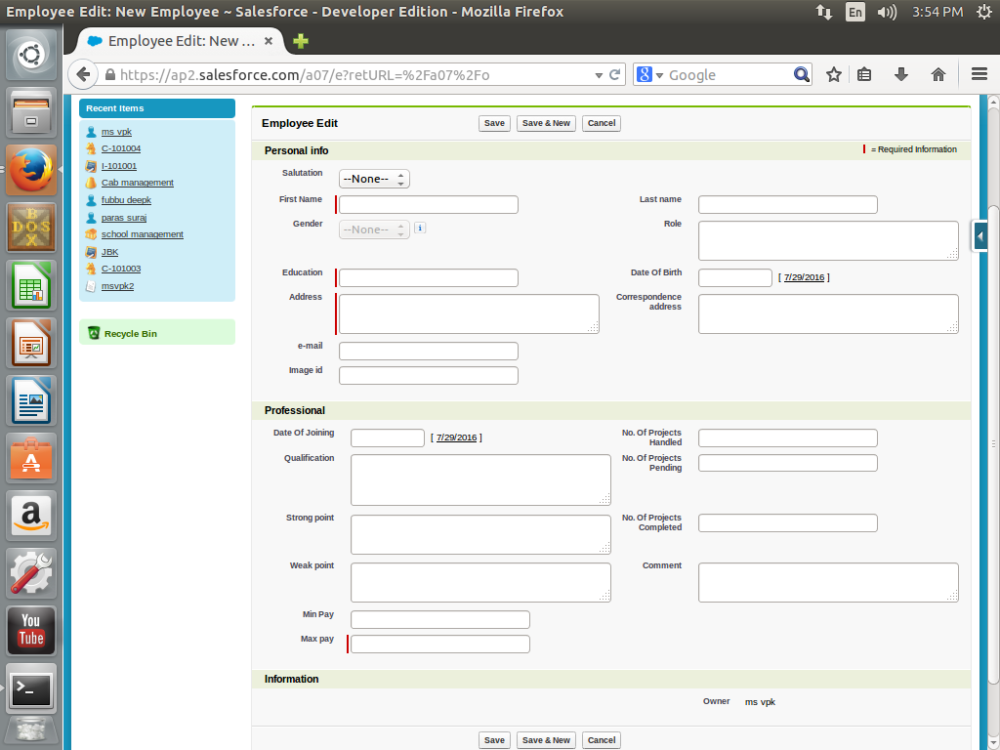 Employee Edit: New Employee ~ Salesforce - Developer Edition - Mozilla Firefox
En
3:54 PM
Employee Edit: New ...
https://ap2.salesforce.com/a07/e?retURL=%2Fa07%2Fo
8
Google
Recent Items
ms vpk
C-101004
I-101001
Cab management
fubbu deepk
paras suraj
school management
JBK
C-101003
msvpk2
Recycle Bin
Employee Edit
Save
Save & New
Cancel
Personal info
= Required Information
Salutation
--None--
First Name
Last name
Gender
--None--
i
Role
Education
Date Of Birth
[ 7/29/2016 ]
Address
Correspondence
address
e-mail
Image id
Professional
Date Of Joining
[ 7/29/2016 ]
No. Of Projects
Handled
Qualification
No. Of Projects
Pending
Strong point
No. Of Projects
Completed
Weak point
Comment
Min Pay
Max pay
Information
Owner
ms vpk
Save
Save & New
Cancel
DOS
BOX
A
a
You
Tube
>_